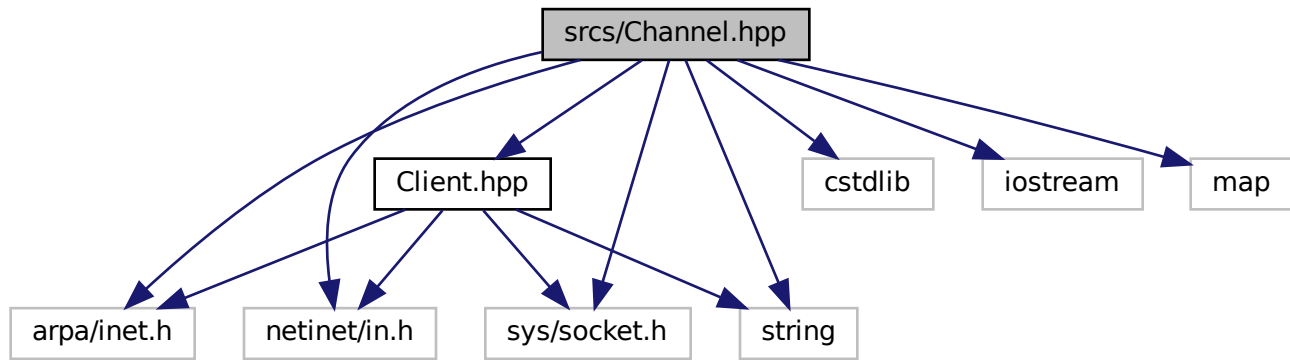 srcs/Channel.hpp
Client.hpp
cstdlib
iostream
map
arpa/inet.h
netinet/in.h
sys/socket.h
string